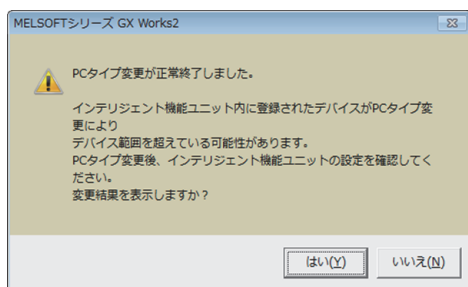 MELSOFTシリーズ GX Works2
PCタイプ変更が正常終了しました。
インテリジェント機能ユニット内に登録されたデバイスがPCタイプ変
更により
デバイス範囲を超えている可能性があります。
PCタイプ変更後、インテリジェント機能ユニットの設定を確認してく
ださい。
変更結果を表示しますか？
はい(Y)
いいえ(N)